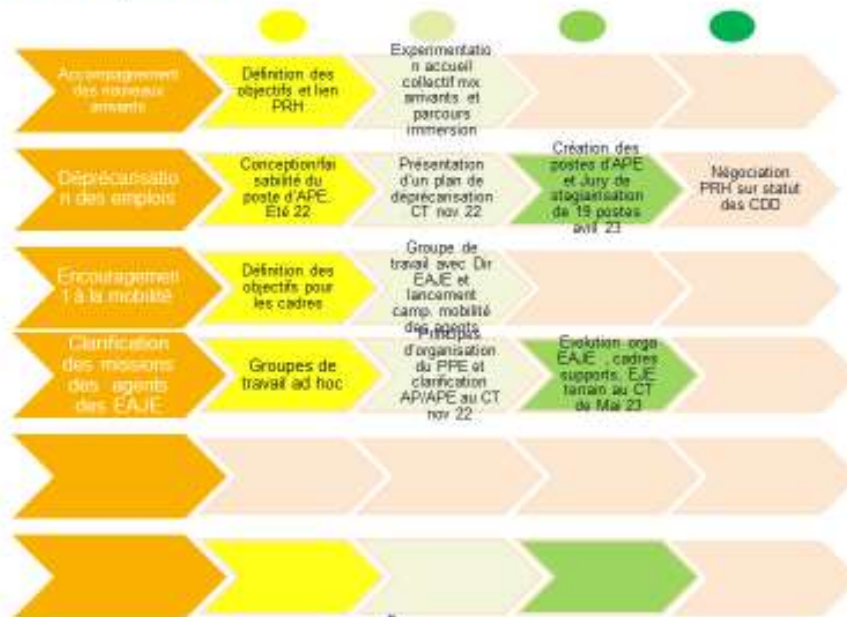 Accompagnement
des nouveaux
arrivants
Définition des
objectifs et lien
PRH
Experimentatio
n accueil
collectif nvx
arrivants et
parcours
immersion
Déprécarisatio
n des emplois
Conception/fai
sabilité du
poste d'APE.
Eté 22
Présentation
d'un plan de
déprécarisation
CT nov 22
Création des
postes d'APE
et Jury de
stagiarisation
de 19 postes
avril 23
Négociation
PRH sur statut
des CDD
Encouragemen
t à la mobilité
Définition des
objectifs pour
les cadres
Groupe de
travail avec Dir
EAJE et
lancement
camp. mobilité
des agents
Clarification
des missions
des agents
des EAJE
Groupes de
travail ad hoc
Principes
d'organisation
du PPE et
clarification
AP/APE au CT
nov 22
Evolution orga
EAJE , cadres
supports, EJE
terrain au CT
de Mai 23